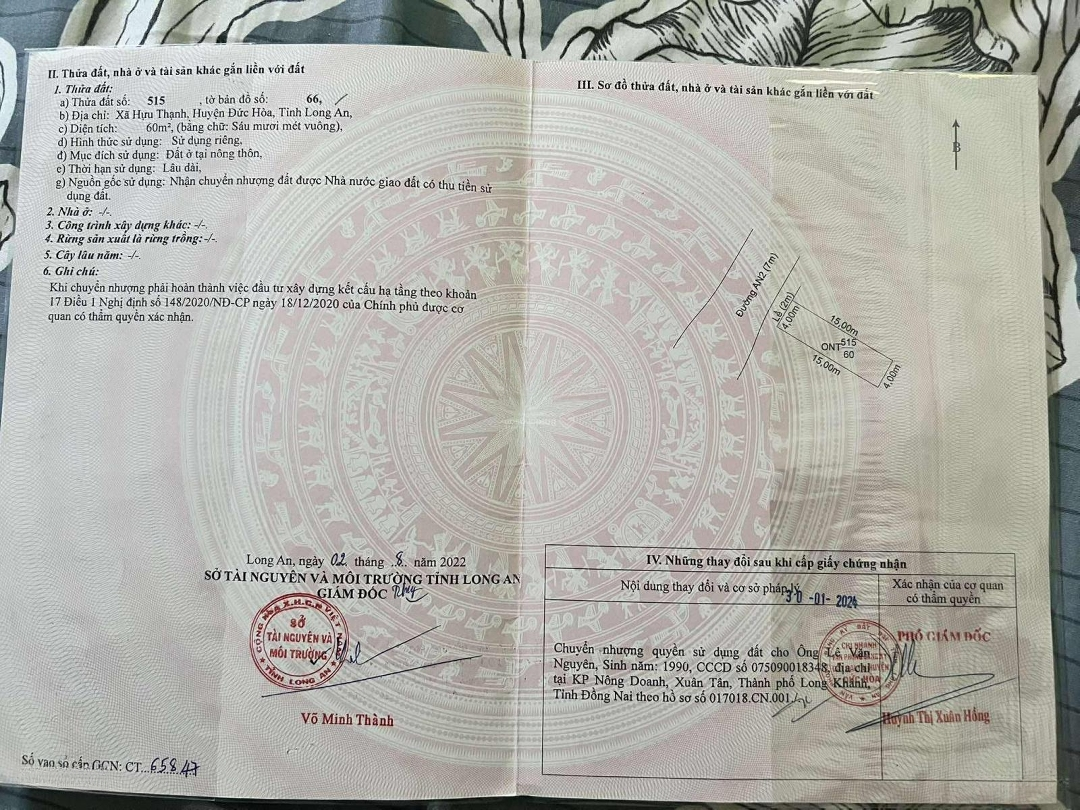 II. Thửa đất, nhà ở và tài sản khác gắn liền với đất
1. Thửa đất:
a) Thửa đất số: 515 , tờ bản đồ số: 66,
b) Địa chỉ: Xã Hựu Thạnh, Huyện Đức Hòa, Tỉnh Long An,
c) Diện tích: 60m², (bằng chữ: Sáu mươi mét vuông),
d) Hình thức sử dụng: Sử dụng riêng,
đ) Mục đích sử dụng: Đất ở tại nông thôn,
e) Thời hạn sử dụng: Lâu dài,
g) Nguồn gốc sử dụng: Nhận chuyển nhượng đất được Nhà nước giao đất có thu tiền sử
dụng đất.
2. Nhà ở: -/-.
3. Công trình xây dựng khác: -/-.
4. Rừng sản xuất là rừng trồng:-/-.
5. Cây lâu năm: -/-.
6. Ghi chú:
Khi chuyển nhượng phải hoàn thành việc đầu tư xây dựng kết cấu hạ tầng theo khoản
17 Điều 1 Nghị định số 148/2020/NĐ-CP ngày 18/12/2020 của Chính phủ được cơ
quan có thẩm quyền xác nhận.
Long An, ngày 02 tháng 8 năm 2022
SỞ TÀI NGUYÊN VÀ MÔI TRƯỜNG TỈNH LONG AN
GIÁM ĐỐC
CỘNG HÒA X.H.C.N VIỆT NAM
SỞ
TÀI NGUYÊN VÀ
MÔI TRƯỜNG
TỈNH LONG AN
Võ Minh Thành
Số vào sổ cấp GCN: CT 65847
III. Sơ đồ thửa đất, nhà ở và tài sản khác gắn liền với đất
B
Đường AN2 (7m)
Lề (2m)
4,00m
15,00m
ONT 515
60
15,00m
4,00m
IV. Những thay đổi sau khi cấp giấy chứng nhận
Nội dung thay đổi và cơ sở pháp lý
Xác nhận của cơ quan
có thẩm quyền
30 -01- 2024
Chuyển nhượng quyền sử dụng đất cho Ông Lê Văn
Nguyên, Sinh năm: 1990, CCCD số 075090018348, địa chỉ
tại KP Nông Doanh, Xuân Tân, Thành phố Long Khánh,
Tỉnh Đồng Nai theo hồ sơ số 017018.CN.001
PHÓ GIÁM ĐỐC
CHI NHÁNH
Huỳnh Thị Xuân Hồng